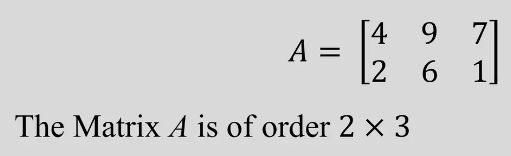 A = [4 9 7
2 6 1]
The Matrix A is of order 2 × 3